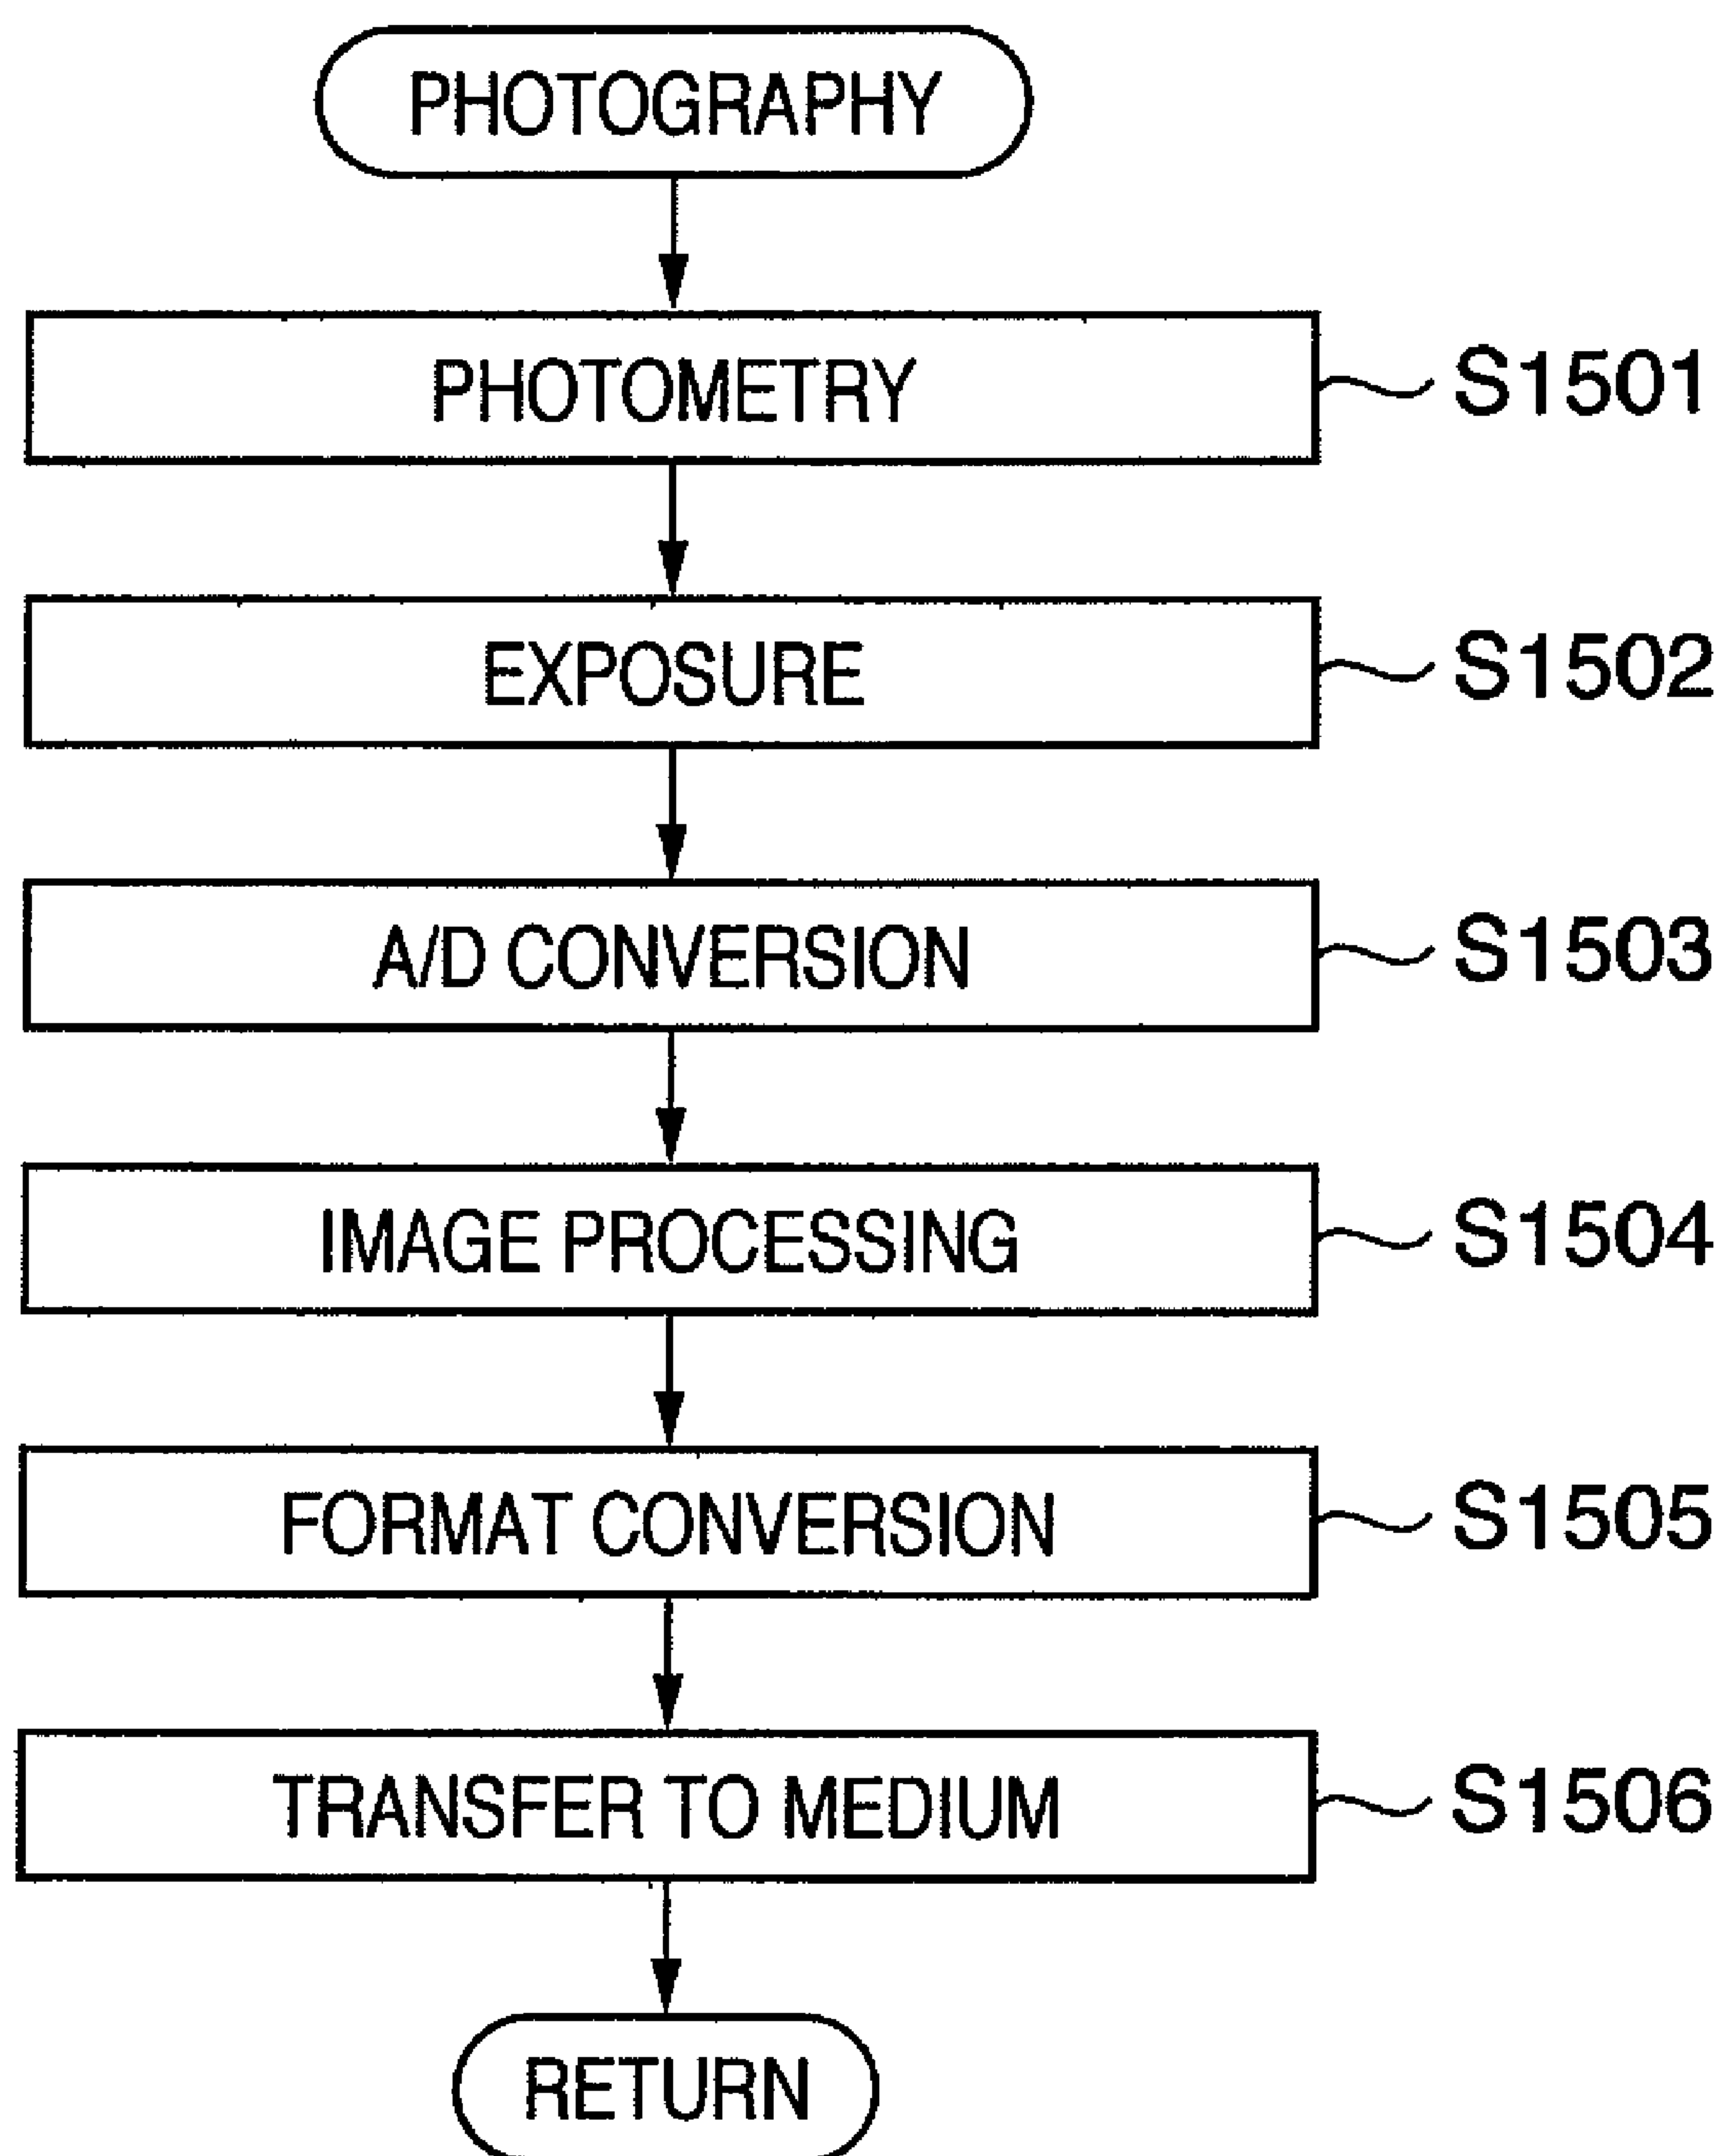 PHOTOGRAPHY
PHOTOMETRY S1501
EXPOSURE S1502
A/D CONVERSION S1503
IMAGE PROCESSING S1504
FORMAT CONVERSION S1505
TRANSFER TO MEDIUM S1506
RETURN